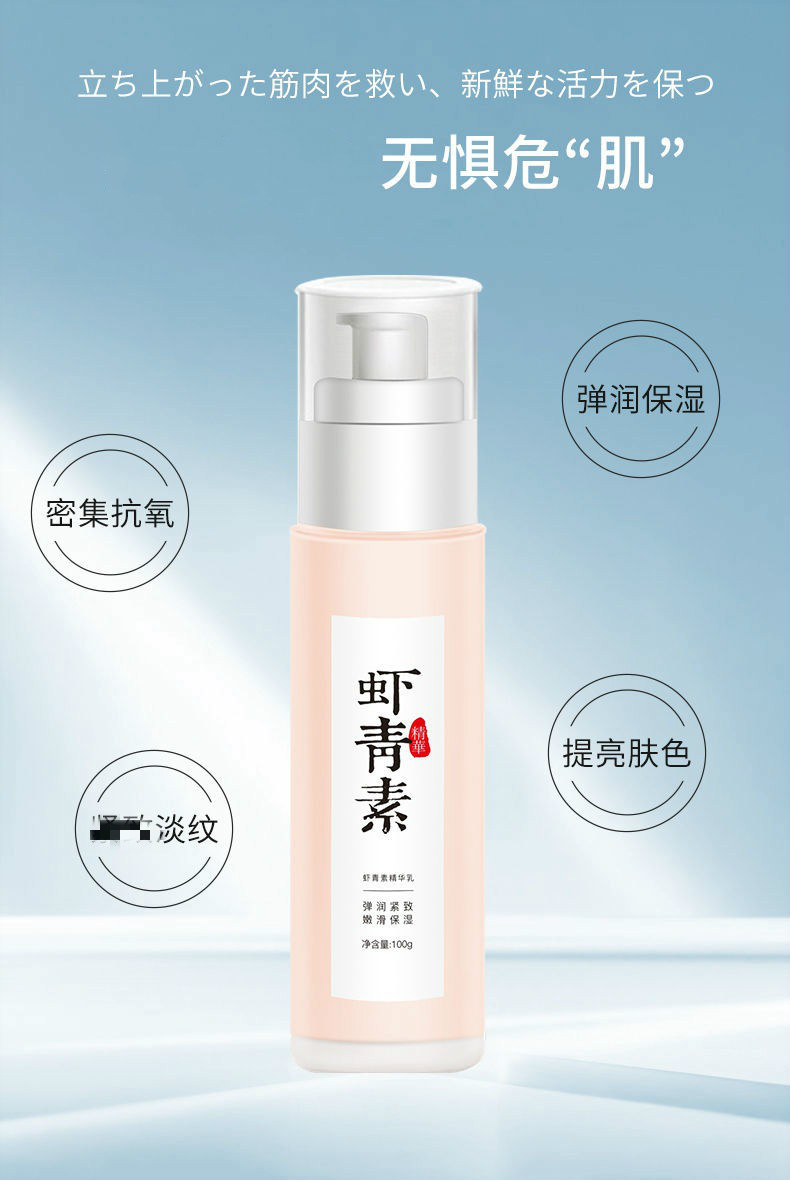 立ち上がった筋肉を救い、新鮮な活力を保つ
无惧危“肌”
弹润保湿
密集抗氧
提亮肤色
淡纹
虾青素
精華
虾青素精华乳
弹润紧致
嫩滑保湿
净含量:100g